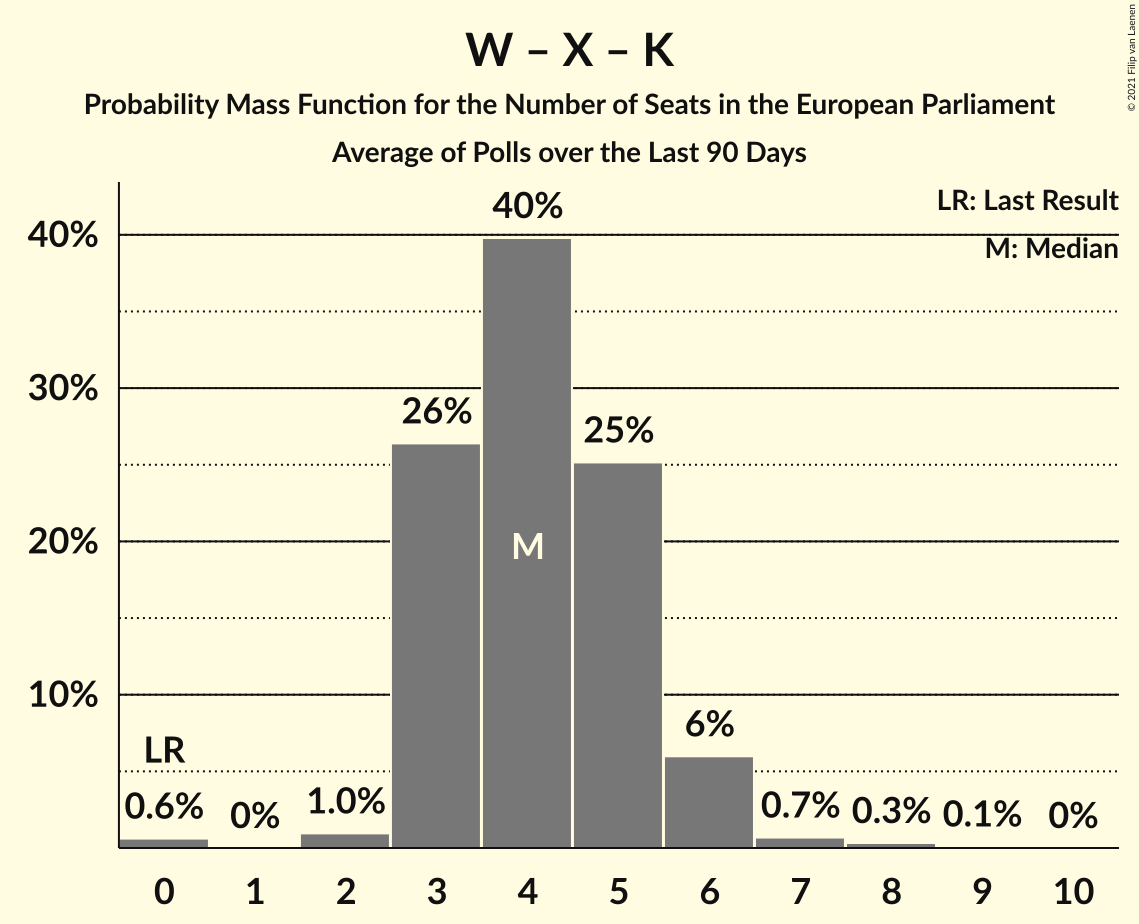 W – X – K
Probability Mass Function for the Number of Seats in the European Parliament
Average of Polls over the Last 90 Days
© 2021 Filip van Laenen
LR: Last Result
M: Median
40%
30%
20%
10%
LR
0.6%
0%
1.0%
26%
40%
M
25%
6%
0.7%
0.3%
0.1%
0%
0 1 2 3 4 5 6 7 8 9 10